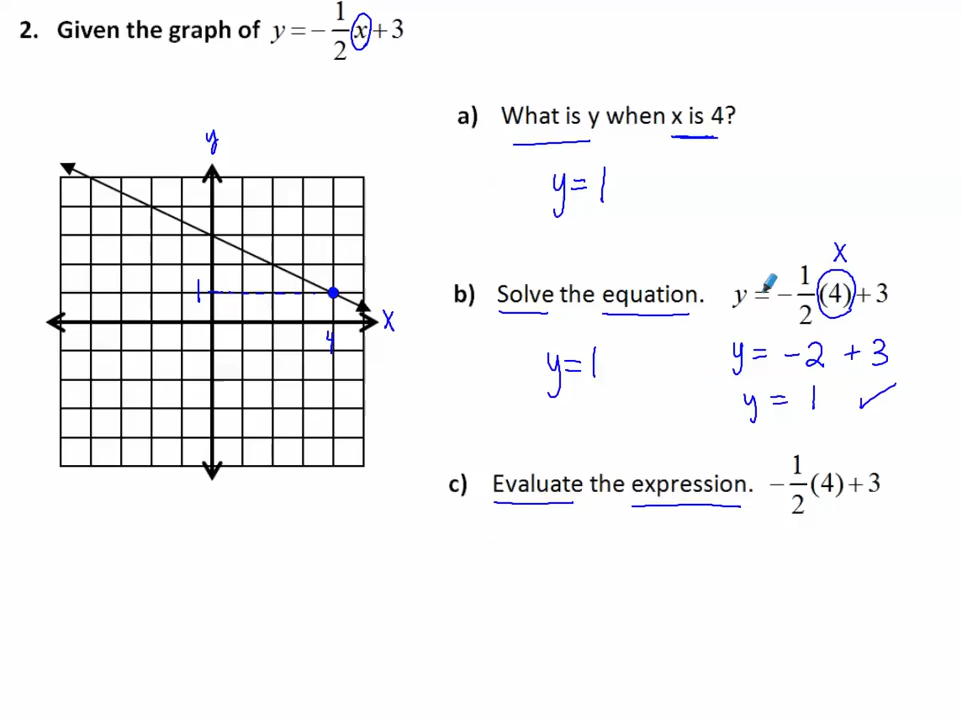 2. Given the graph of y = -1/2 x + 3
a) What is y when x is 4?
y = 1
y
1
4
x
b) Solve the equation. y = -1/2 (4) + 3
x
y = 1
y = -2 + 3
y = 1 ✓
c) Evaluate the expression. -1/2 (4) + 3